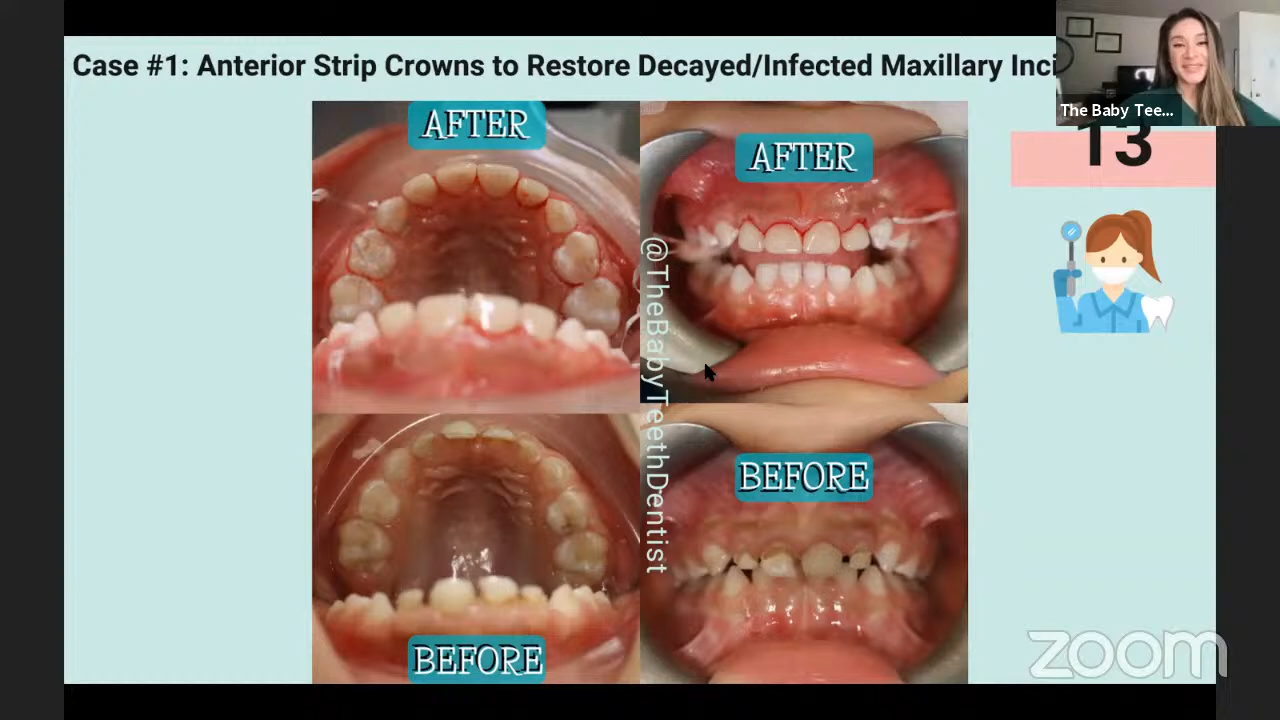 Case #1: Anterior Strip Crowns to Restore Decayed/Infected Maxillary Inci
The Baby Tee...
13
AFTER
AFTER
@TheBabyTeethDentist
BEFORE
BEFORE
zoom